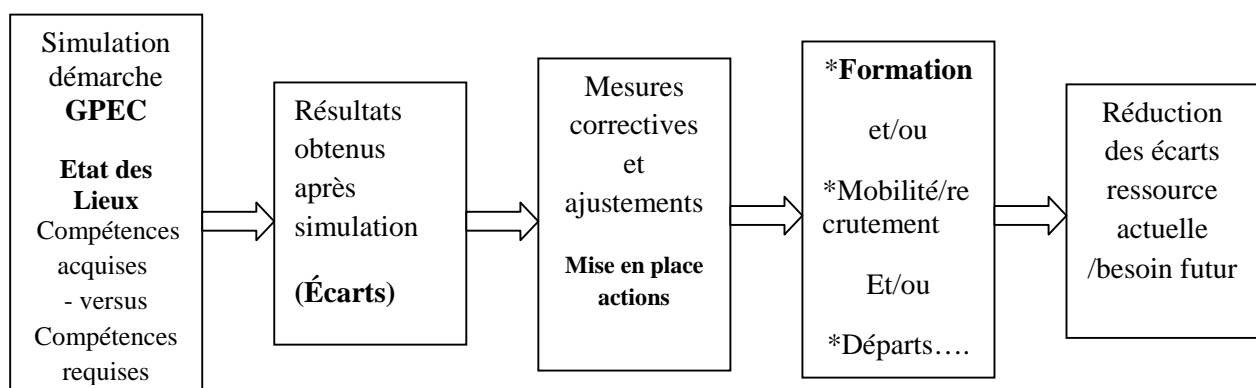 Simulation
démarche
GPEC
Etat des
Lieux
Compétences
acquises
- versus
Compétences
requises
Résultats
obtenus
après
simulation
(Écarts)
Mesures
correctives
et
ajustements
Mise en place
actions
*Formation
et/ou
*Mobilité/re
crutement
Et/ou
*Départs….
Réduction
des écarts
ressource
actuelle
/besoin futur